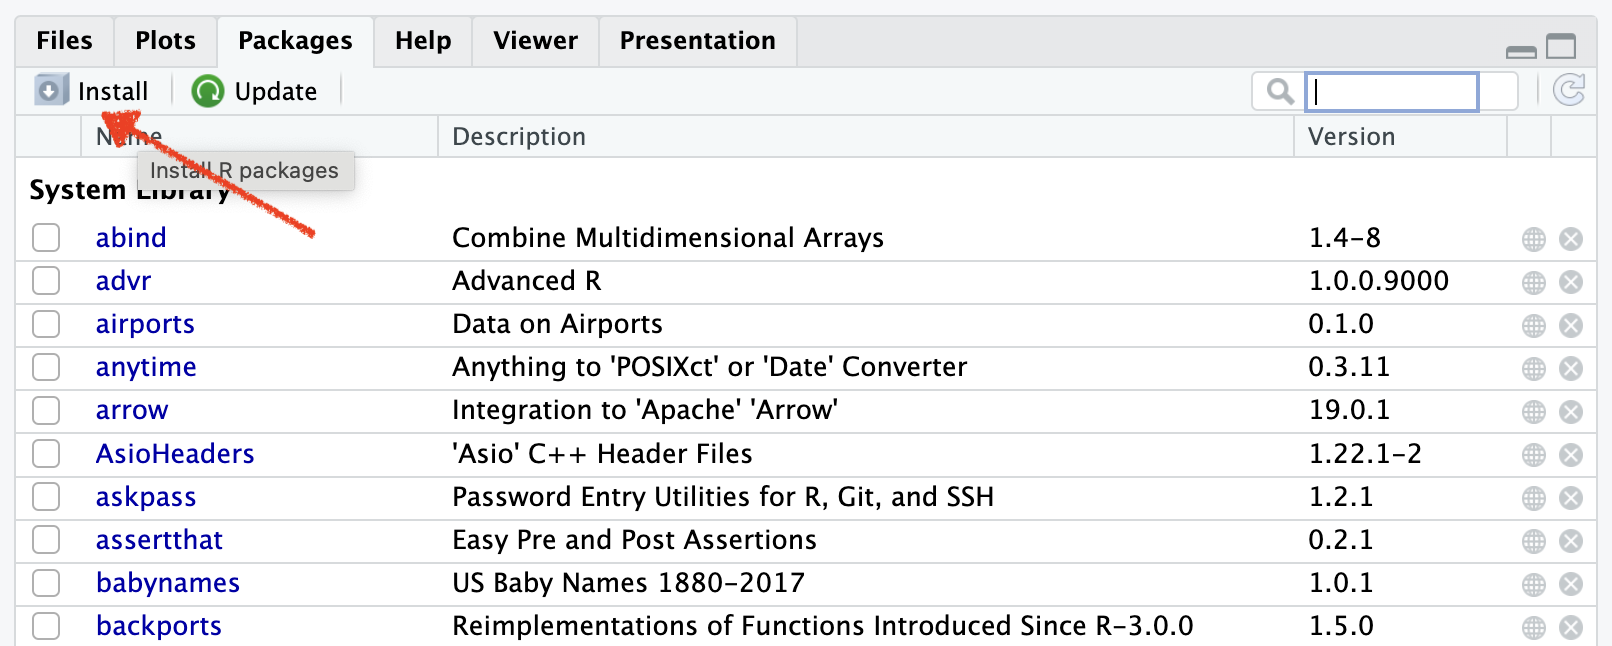 Files Plots Packages Help Viewer Presentation
Install Update
Name Description Version
Install R packages
System Library
abind Combine Multidimensional Arrays 1.4-8
advr Advanced R 1.0.0.9000
airports Data on Airports 0.1.0
anytime Anything to 'POSIXct' or 'Date' Converter 0.3.11
arrow Integration to 'Apache' 'Arrow' 19.0.1
AsioHeaders 'Asio' C++ Header Files 1.22.1-2
askpass Password Entry Utilities for R, Git, and SSH 1.2.1
assertthat Easy Pre and Post Assertions 0.2.1
babynames US Baby Names 1880-2017 1.0.1
backports Reimplementations of Functions Introduced Since R-3.0.0 1.5.0